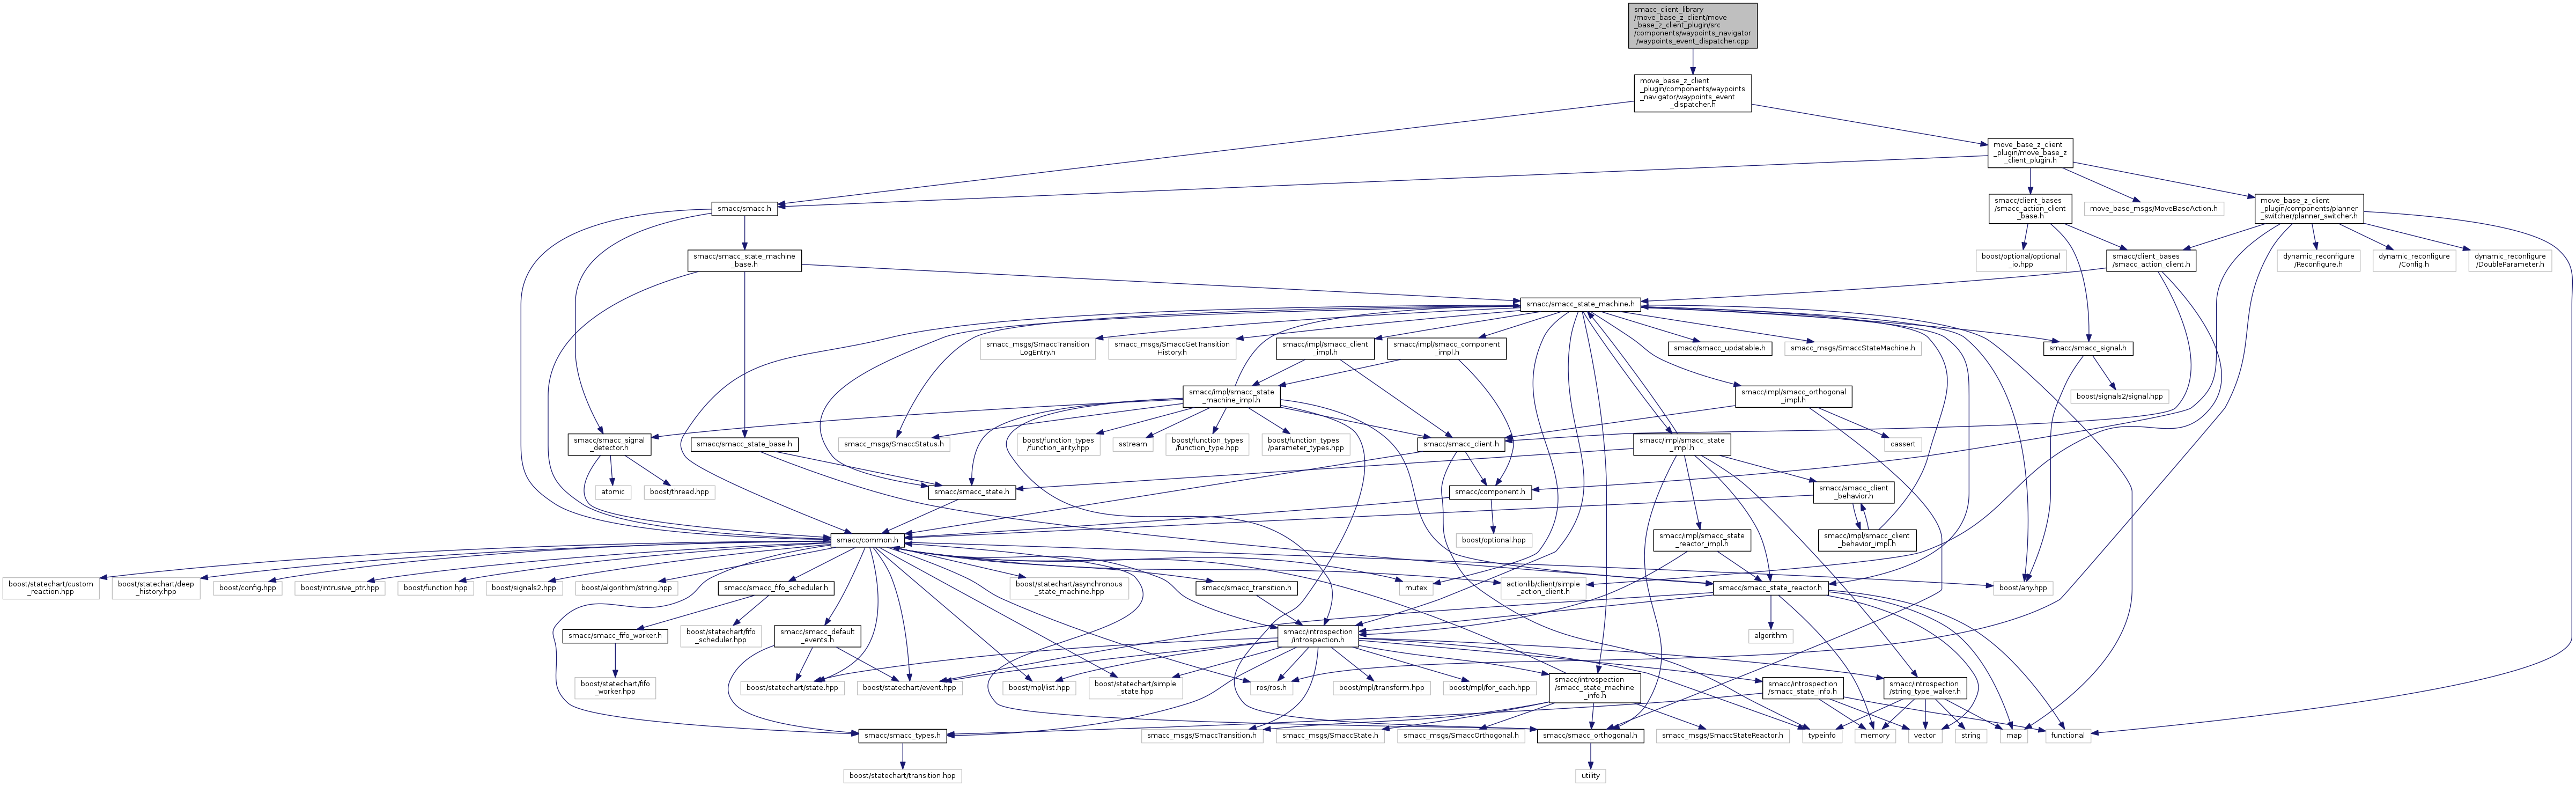 smacc_client_library
/move_base_z_client/move
_base_z_client_plugin/src
/components/waypoints_navigator
/waypoints_event_dispatcher.cpp
move_base_z_client
_plugin/components/waypoints
_navigator/waypoints_event
_dispatcher.h
move_base_z_client
_plugin/move_base_z
_client_plugin.h
smacc/smacc.h
smacc/client_bases
/smacc_action_client
_base.h
move_base_msgs/MoveBaseAction.h
move_base_z_client
_plugin/components/planner
_switcher/planner_switcher.h
smacc/smacc_state_machine
_base.h
boost/optional/optional
_io.hpp
smacc/client_bases
/smacc_action_client.h
dynamic_reconfigure
/Reconfigure.h
dynamic_reconfigure
/Config.h
dynamic_reconfigure
/DoubleParameter.h
smacc/smacc_state_machine.h
smacc_msgs/SmaccTransition
LogEntry.h
smacc_msgs/SmaccGetTransition
History.h
smacc/impl/smacc_client
_impl.h
smacc/impl/smacc_component
_impl.h
smacc/smacc_updatable.h
smacc_msgs/SmaccStateMachine.h
smacc/smacc_signal.h
smacc/impl/smacc_state
_machine_impl.h
smacc/impl/smacc_orthogonal
_impl.h
boost/signals2/signal.hpp
smacc/smacc_signal
_detector.h
smacc/smacc_state_base.h
smacc_msgs/SmaccStatus.h
boost/function_types
/function_arity.hpp
sstream
boost/function_types
/function_type.hpp
boost/function_types
/parameter_types.hpp
smacc/smacc_client.h
smacc/impl/smacc_state
_impl.h
cassert
atomic
boost/thread.hpp
smacc/smacc_state.h
smacc/component.h
smacc/smacc_client
_behavior.h
smacc/common.h
boost/optional.hpp
smacc/impl/smacc_state
_reactor_impl.h
smacc/impl/smacc_client
_behavior_impl.h
boost/statechart/custom
_reaction.hpp
boost/statechart/deep
_history.hpp
boost/config.hpp
boost/intrusive_ptr.hpp
boost/function.hpp
boost/signals2.hpp
boost/algorithm/string.hpp
smacc/smacc_fifo_scheduler.h
boost/statechart/asynchronous
_state_machine.hpp
smacc/smacc_transition.h
mutex
actionlib/client/simple
_action_client.h
smacc/smacc_state_reactor.h
boost/any.hpp
smacc/smacc_fifo_worker.h
boost/statechart/fifo
_scheduler.hpp
smacc/smacc_default
_events.h
smacc/introspection
/introspection.h
algorithm
boost/statechart/fifo
_worker.hpp
boost/statechart/state.hpp
boost/statechart/event.hpp
boost/mpl/list.hpp
boost/statechart/simple
_state.hpp
ros/ros.h
boost/mpl/transform.hpp
boost/mpl/for_each.hpp
smacc/introspection
/smacc_state_machine
_info.h
smacc/introspection
/smacc_state_info.h
smacc/introspection
/string_type_walker.h
smacc/smacc_types.h
smacc_msgs/SmaccTransition.h
smacc_msgs/SmaccState.h
smacc_msgs/SmaccOrthogonal.h
smacc/smacc_orthogonal.h
smacc_msgs/SmaccStateReactor.h
typeinfo
memory
vector
string
map
functional
boost/statechart/transition.hpp
utility